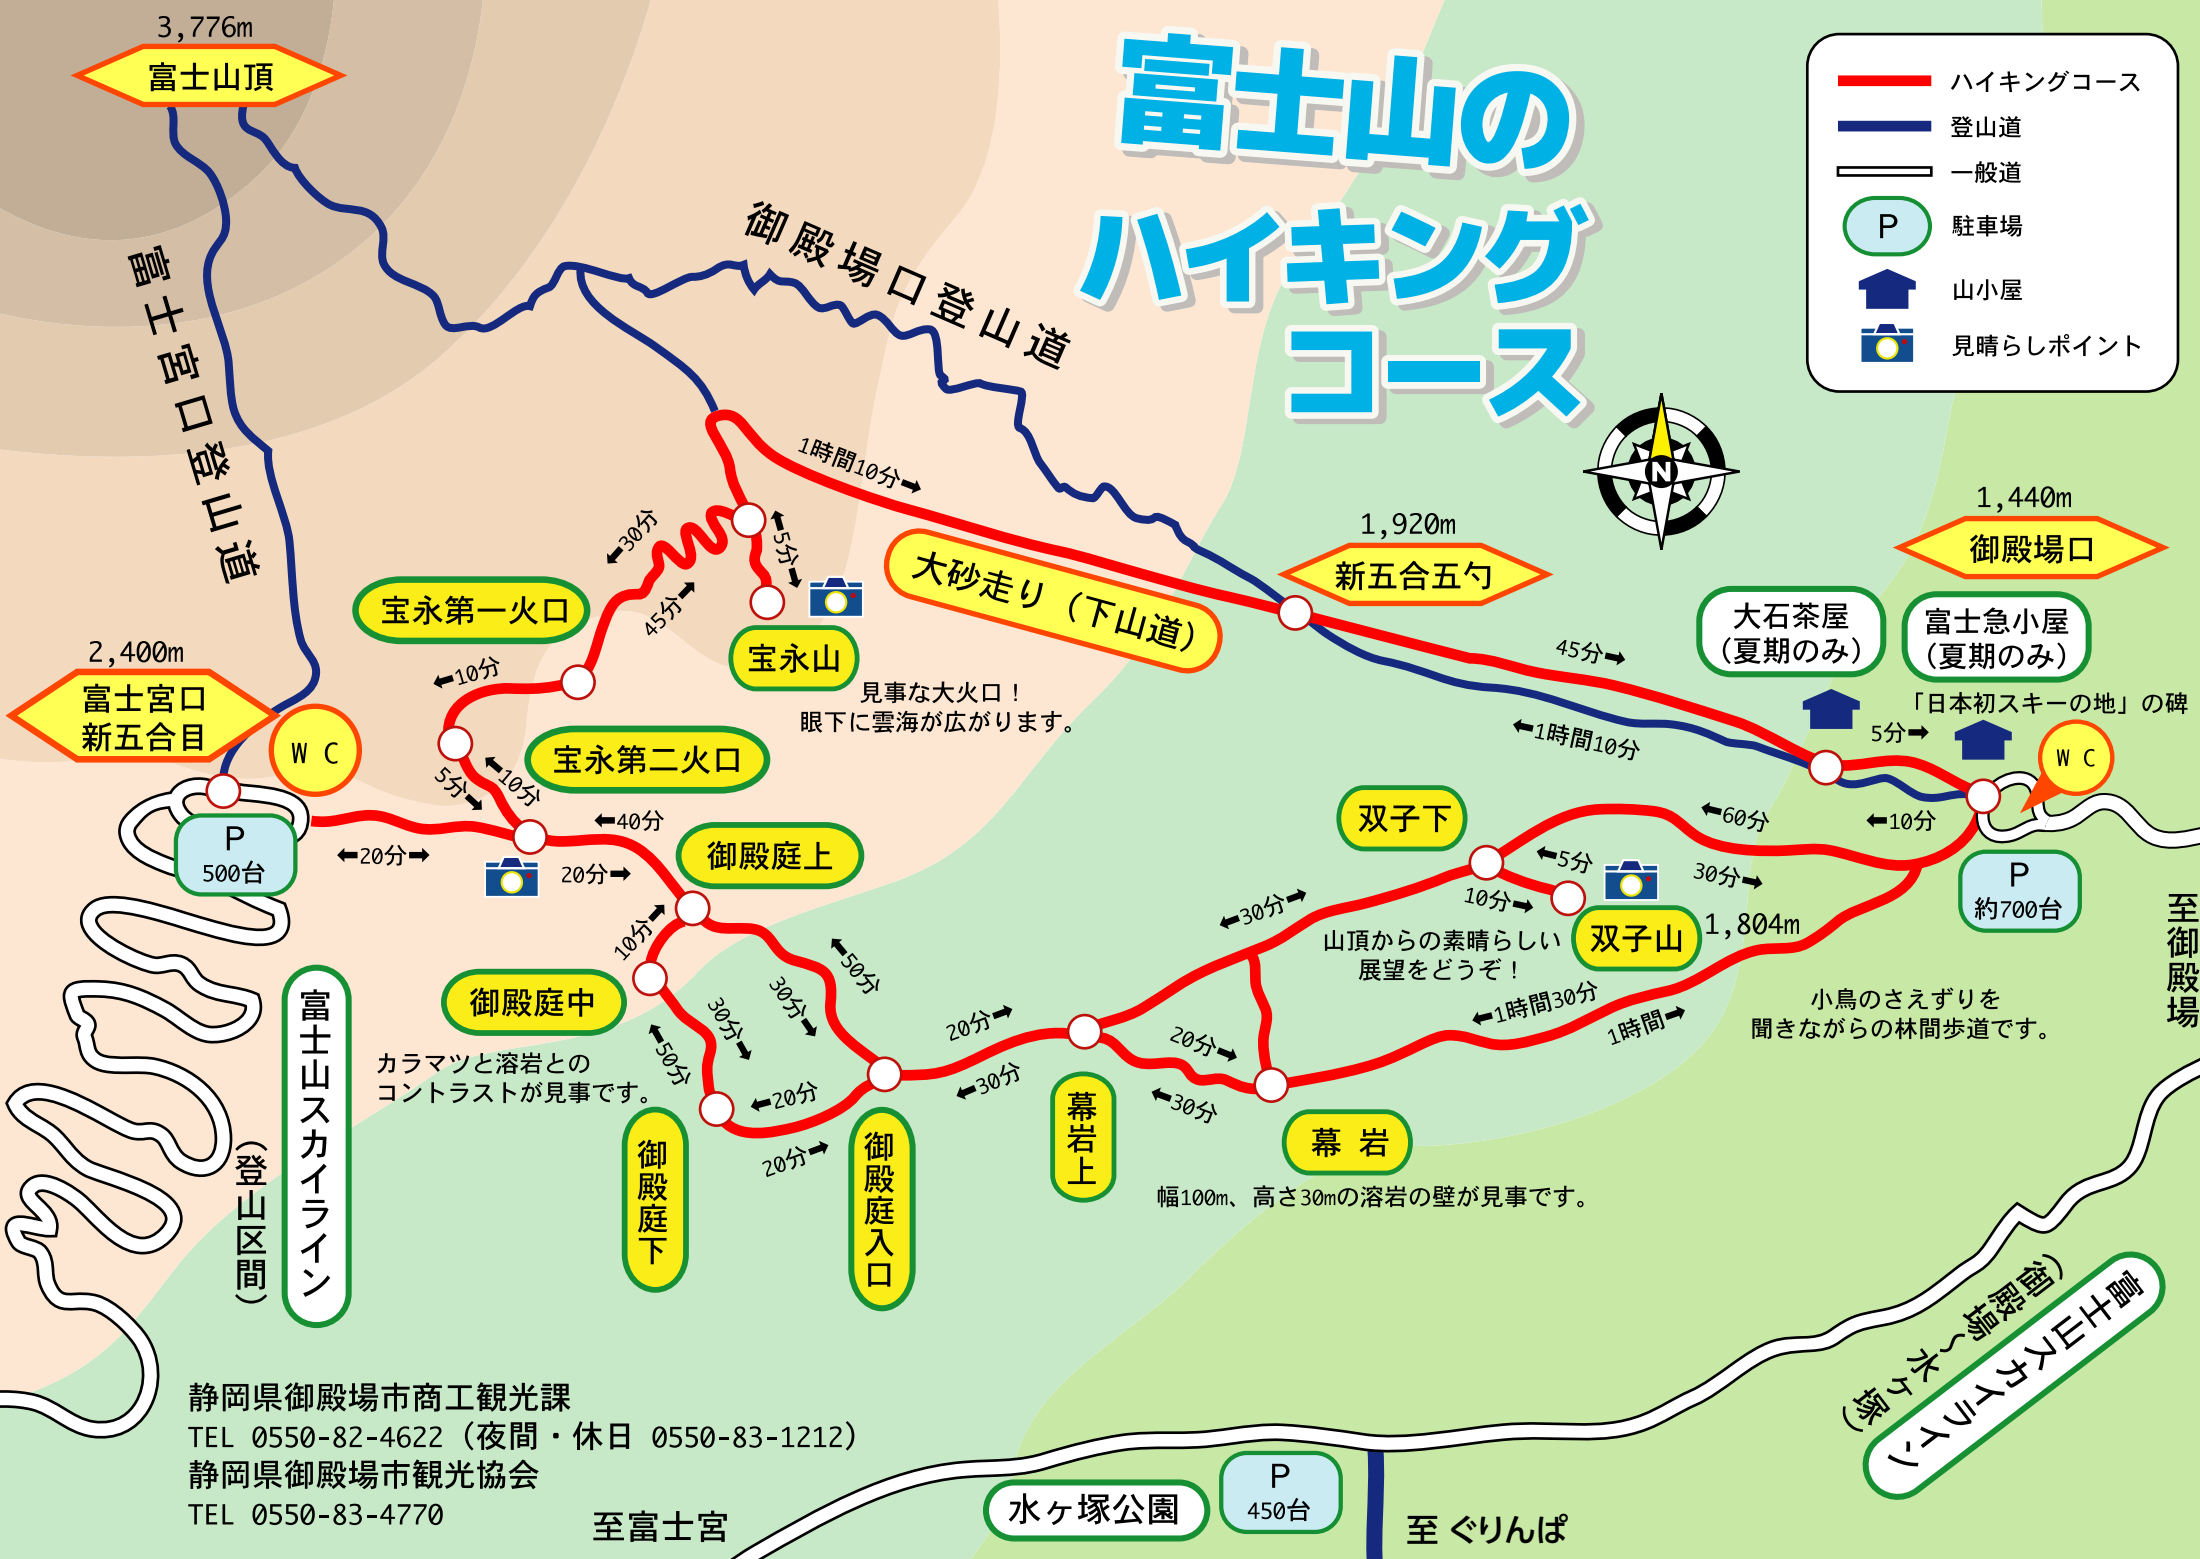 富士山の
ハイキング
コース
3,776m
富士山頂
富士宮口登山道
御殿場口登山道
ハイキングコース
登山道
一般道
P
駐車場
山小屋
見晴らしポイント
N
1時間10分
30分
45分
5分
大砂走り（下山道）
1,920m
新五合五勺
1,440m
御殿場口
大石茶屋
（夏期のみ）
富士急小屋
（夏期のみ）
「日本初スキーの地」の碑
W C
45分
1時間10分
5分
10分
宝永第一火口
宝永山
見事な大火口！
眼下に雲海が広がります。
2,400m
富士宮口
新五合目
W C
10分
宝永第二火口
5分
10分
P
500台
20分
40分
20分
御殿庭上
双子下
60分
30分
5分
10分
双子山
1,804m
山頂からの素晴らしい
展望をどうぞ！
P
約700台
至御殿場
小鳥のさえずりを
聞きながらの林間歩道です。
30分
1時間30分
1時間
10分
御殿庭中
30分
50分
30分
50分
カラマツと溶岩との
コントラストが見事です。
20分
20分
御殿庭下
御殿庭入口
20分
30分
幕岩上
20分
30分
幕 岩
幅100m、高さ30mの溶岩の壁が見事です。
富士山スカイライン
（登山区間）
富士山スカイライン
（御殿場～水ヶ塚）
静岡県御殿場市商工観光課
TEL 0550-82-4622（夜間・休日 0550-83-1212）
静岡県御殿場市観光協会
TEL 0550-83-4770
至富士宮
水ヶ塚公園
P
450台
至 ぐりんぱ